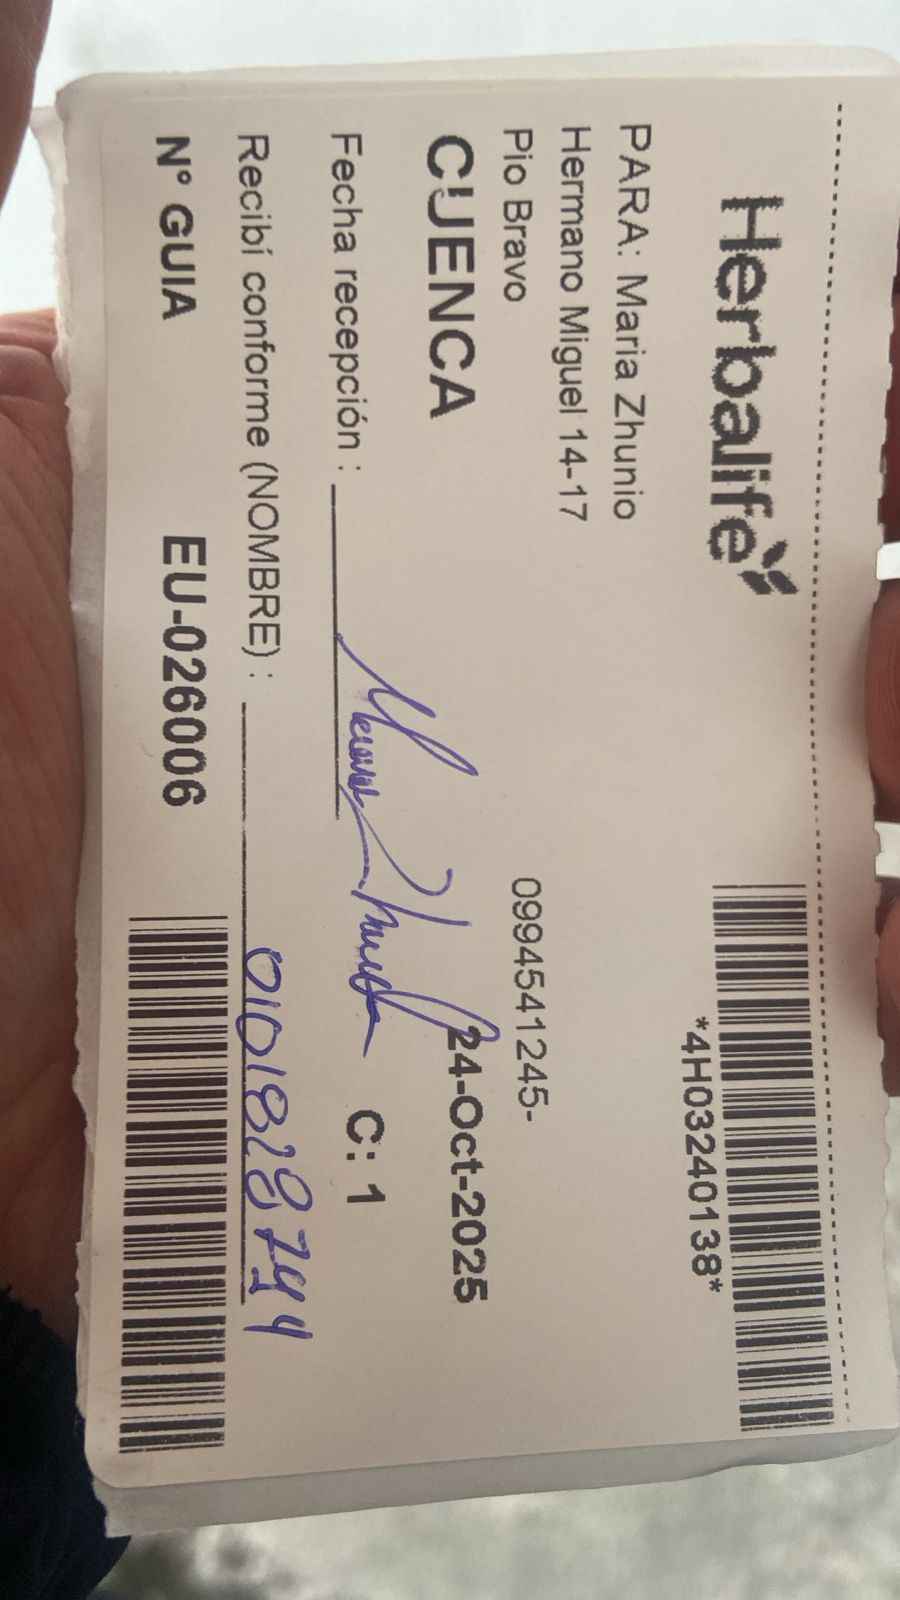 Herbalife
*4H03240138*
PARA: Maria Zhunio
Hermano Miguel 14-17
Pio Bravo
0994541245-
CUENCA
24-Oct-2025
Fecha recepción :
C: 1
Recibí conforme (NOMBRE) :
N° GUIA
EU-026006